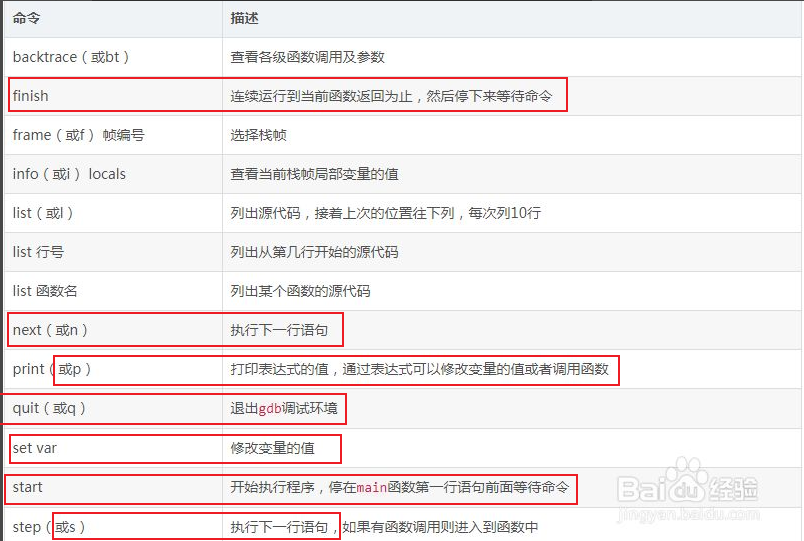 命令 描述
backtrace（或bt） 查看各级函数调用及参数
finish 连续运行到当前函数返回为止，然后停下来等待命令
frame（或f） 帧编号 选择栈帧
info（或i） locals 查看当前栈帧局部变量的值
list（或l） 列出源代码，接着上次的位置往下列，每次列10行
list 行号 列出从第几行开始的源代码
list 函数名 列出某个函数的源代码
next（或n） 执行下一行语句
print（或p） 打印表达式的值，通过表达式可以修改变量的值或者调用函数
quit（或q） 退出gdb调试环境
set var 修改变量的值
start 开始执行程序，停在main函数第一行语句前面等待命令
step（或s） 执行下一行语句，如果有函数调用则进入到函数中
Baidu经验
jingyan.baidu.com